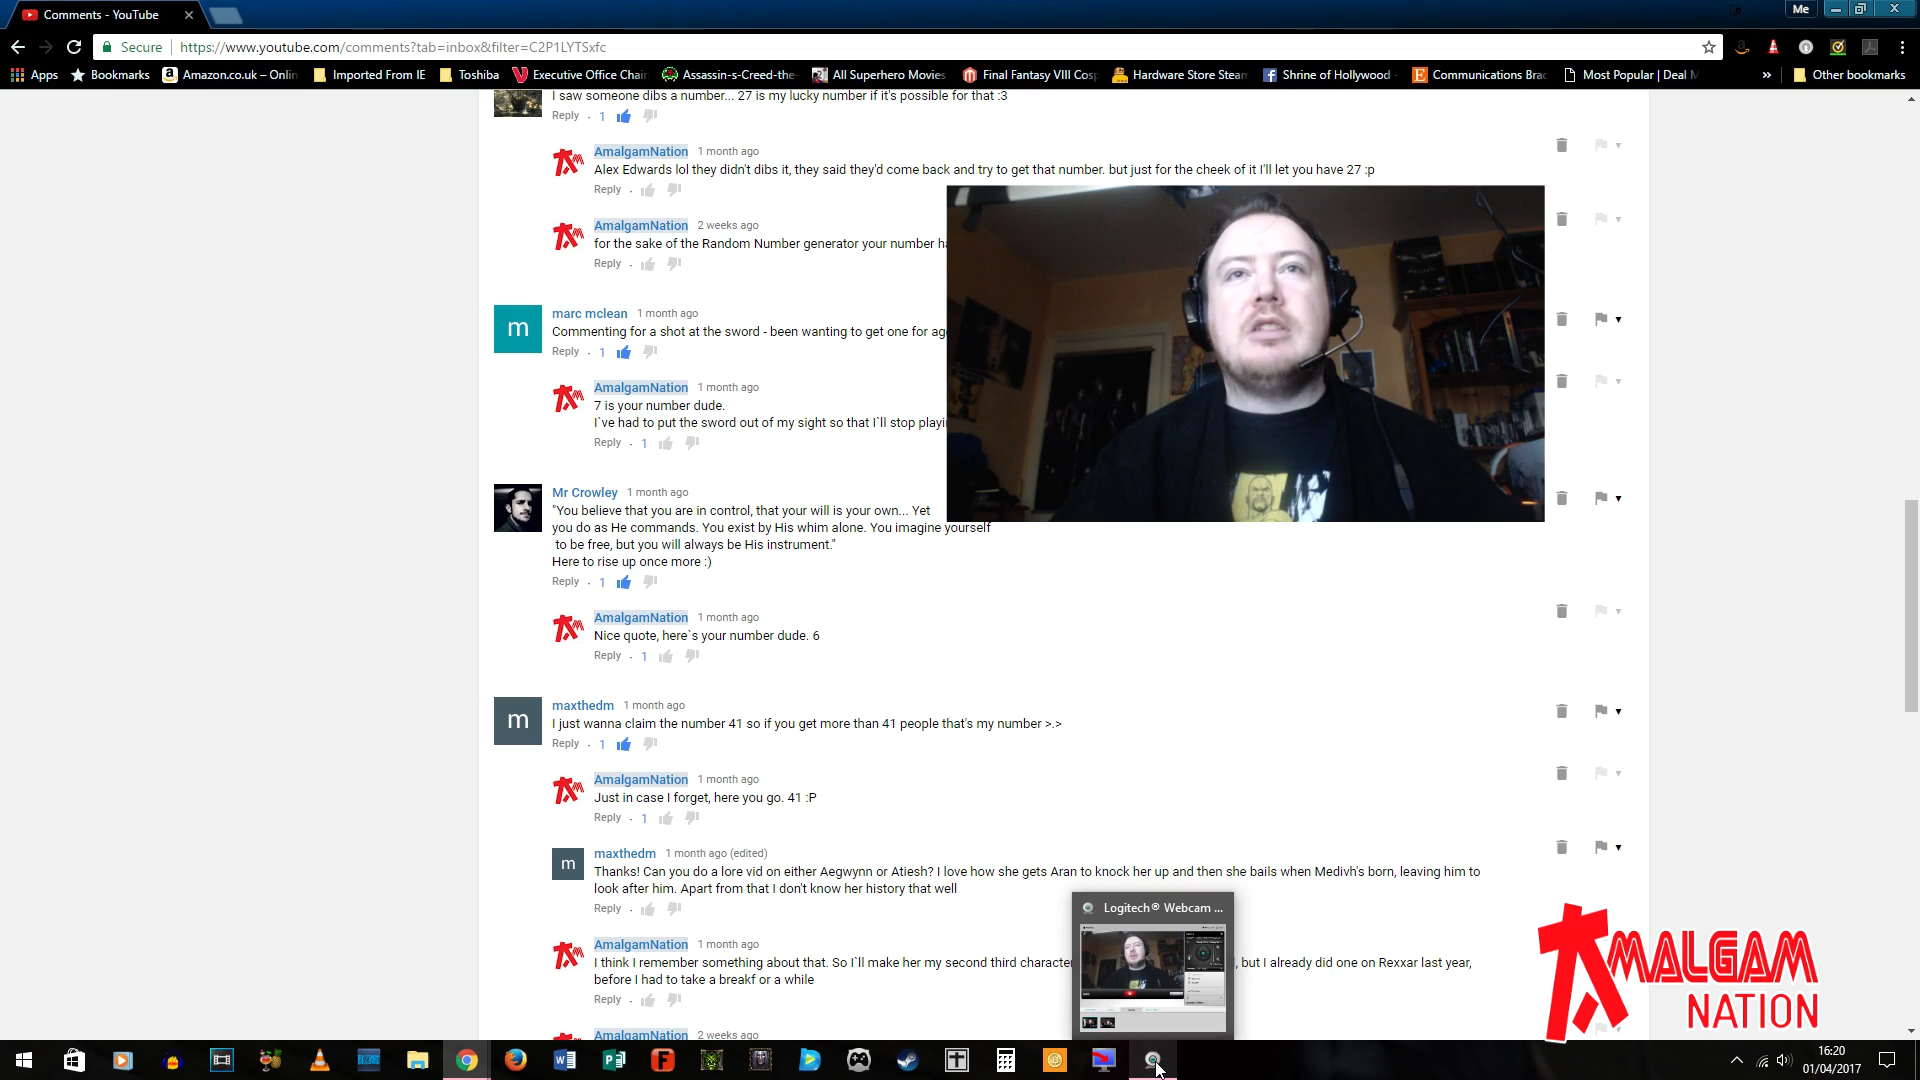 Comments - YouTube
Me
Secure
https://www.youtube.com/comments?tab=inbox&filter=C2P1LYTSxfc
Apps
Bookmarks
Amazon.co.uk – Onlin
Imported From IE
Toshiba
Executive Office Chair
Assassin-s-Creed-the-
All Superhero Movies
Final Fantasy VIII Cosp
Hardware Store Steam
Shrine of Hollywood -
Communications Brac
Most Popular | Deal M
»
Other bookmarks
I saw someone dibs a number... 27 is my lucky number if it's possible for that :3
Reply . 1
AmalgamNation 1 month ago
Alex Edwards lol they didn't dibs it, they said they'd come back and try to get that number. but just for the cheek of it I'll let you have 27 :p
Reply .
AmalgamNation 2 weeks ago
for the sake of the Random Number generator your number ha
Reply .
m
marc mclean 1 month ago
Commenting for a shot at the sword - been wanting to get one for age
Reply . 1
AmalgamNation 1 month ago
7 is your number dude.
I`ve had to put the sword out of my sight so that I`ll stop playi
Reply . 1
Mr Crowley 1 month ago
"You believe that you are in control, that your will is your own... Yet
you do as He commands. You exist by His whim alone. You imagine yourself
to be free, but you will always be His instrument."
Here to rise up once more :)
Reply . 1
AmalgamNation 1 month ago
Nice quote, here`s your number dude. 6
Reply . 1
m
maxthedm 1 month ago
I just wanna claim the number 41 so if you get more than 41 people that's my number >.>
Reply . 1
AmalgamNation 1 month ago
Just in case I forget, here you go. 41 :P
Reply . 1
m
maxthedm 1 month ago (edited)
Thanks! Can you do a lore vid on either Aegwynn or Atiesh? I love how she gets Aran to knock her up and then she bails when Medivh's born, leaving him to
look after him. Apart from that I don't know her history that well
Reply .
Logitech® Webcam ...
AmalgamNation 1 month ago
I think I remember something about that. So I`ll make her my second third character , but I already did one on Rexxar last year,
before I had to take a breakf or a while
Reply .
AmalgamNation 2 weeks ago
AMALGAM
NATION
16:20
01/04/2017